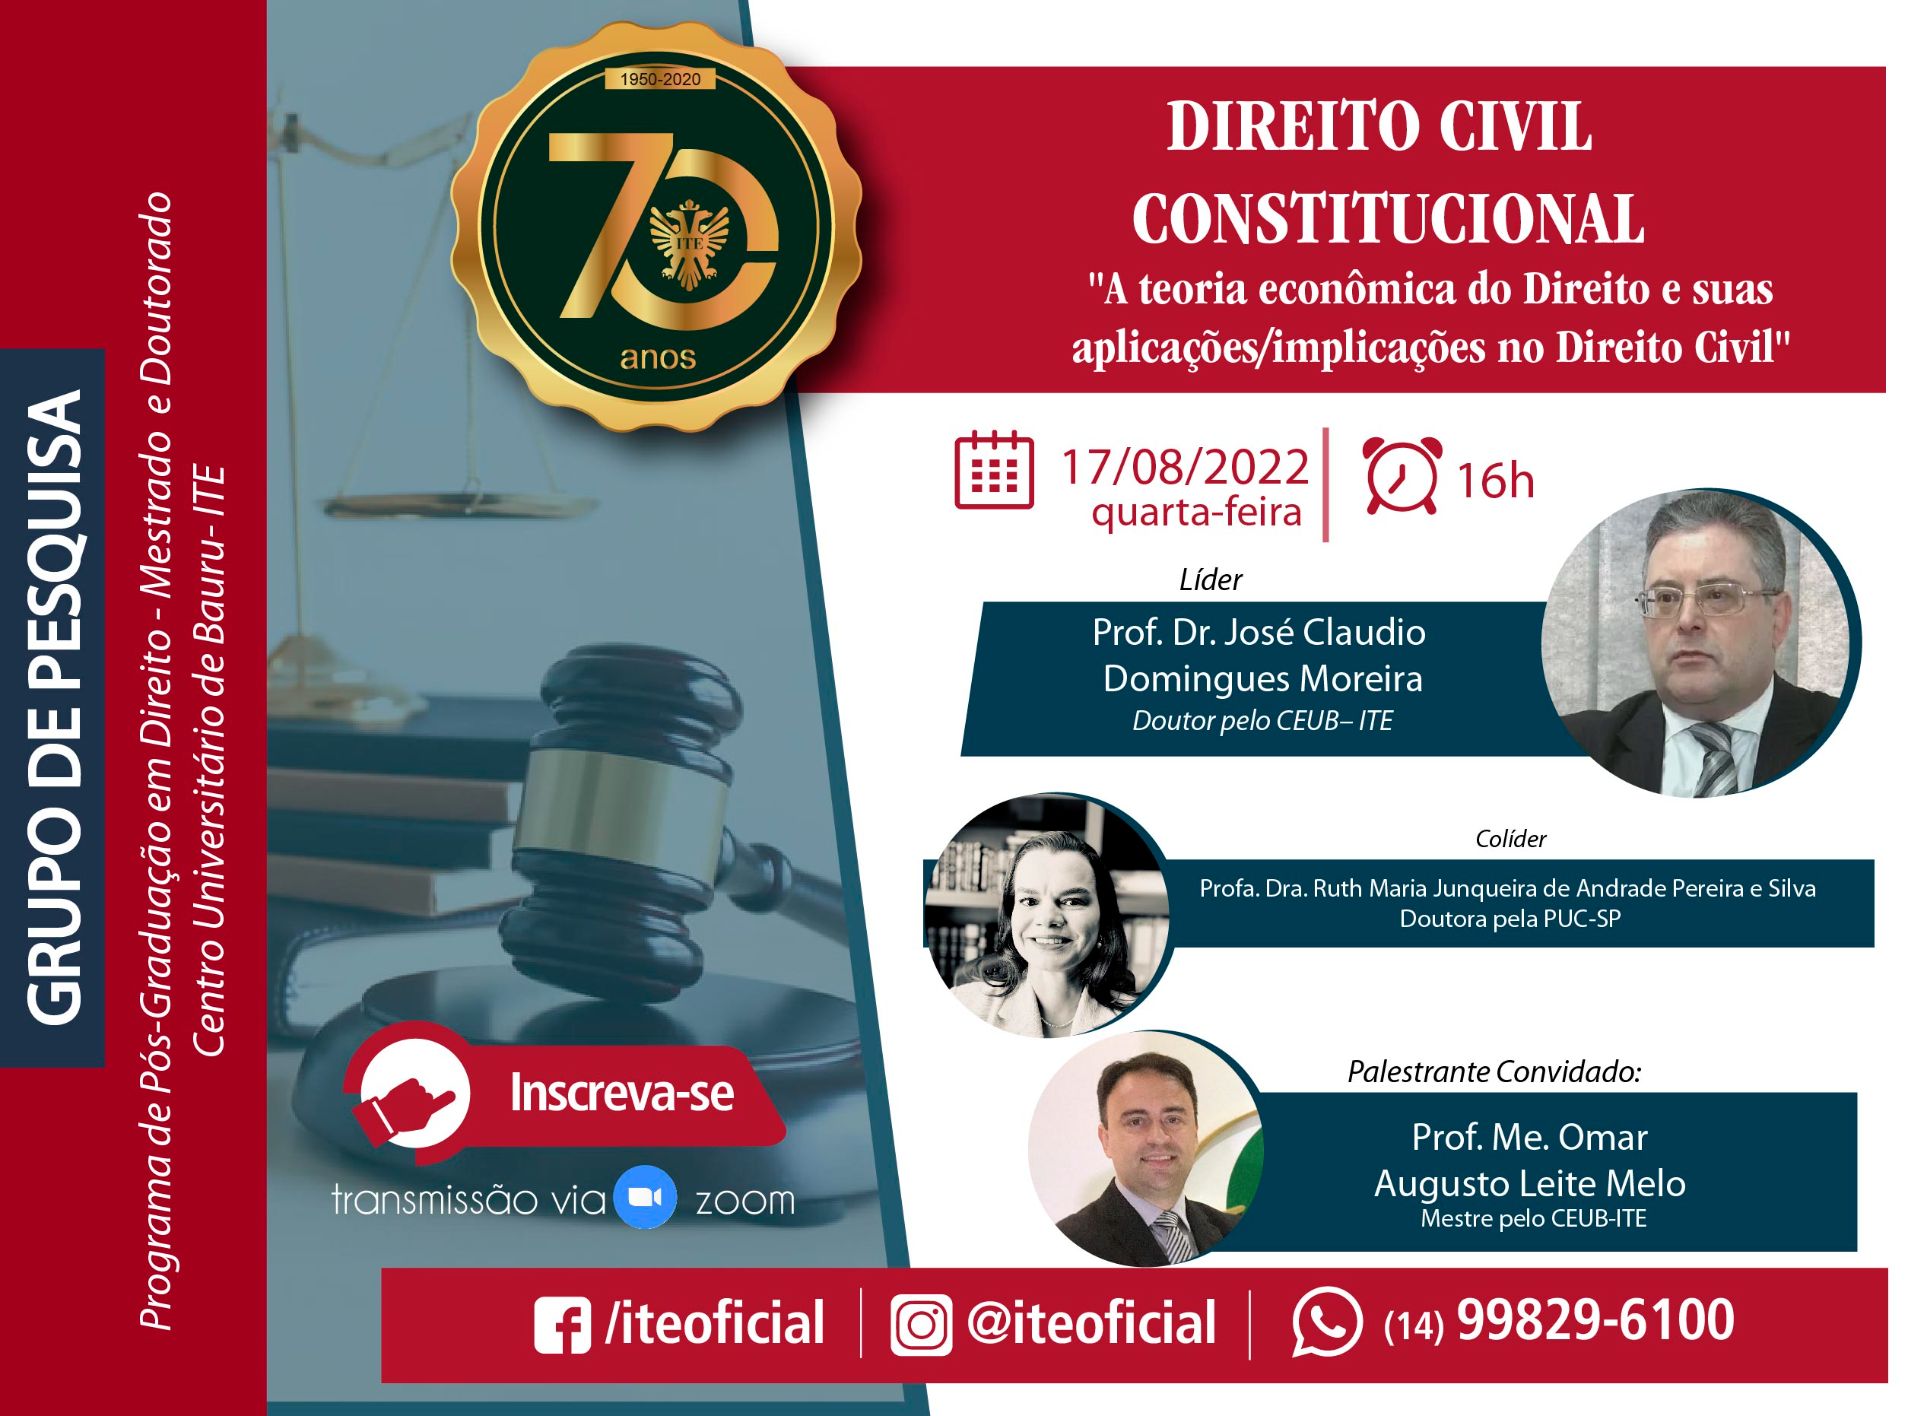 GRUPO DE PESQUISA
Programa de Pós-Graduação em Direito - Mestrado e Doutorado
Centro Universitário de Bauru- ITE
1950-2020
70
ITE
anos
DIREITO CIVIL
CONSTITUCIONAL
"A teoria econômica do Direito e suas
aplicações/implicações no Direito Civil"
17/08/2022
quarta-feira
16h
Líder
Prof. Dr. José Claudio
Domingues Moreira
Doutor pelo CEUB– ITE
Colíder
Profa. Dra. Ruth Maria Junqueira de Andrade Pereira e Silva
Doutora pela PUC-SP
Palestrante Convidado:
Prof. Me. Omar
Augusto Leite Melo
Mestre pelo CEUB-ITE
Inscreva-se
transmissão via zoom
/iteoficial
@iteoficial
(14) 99829-6100